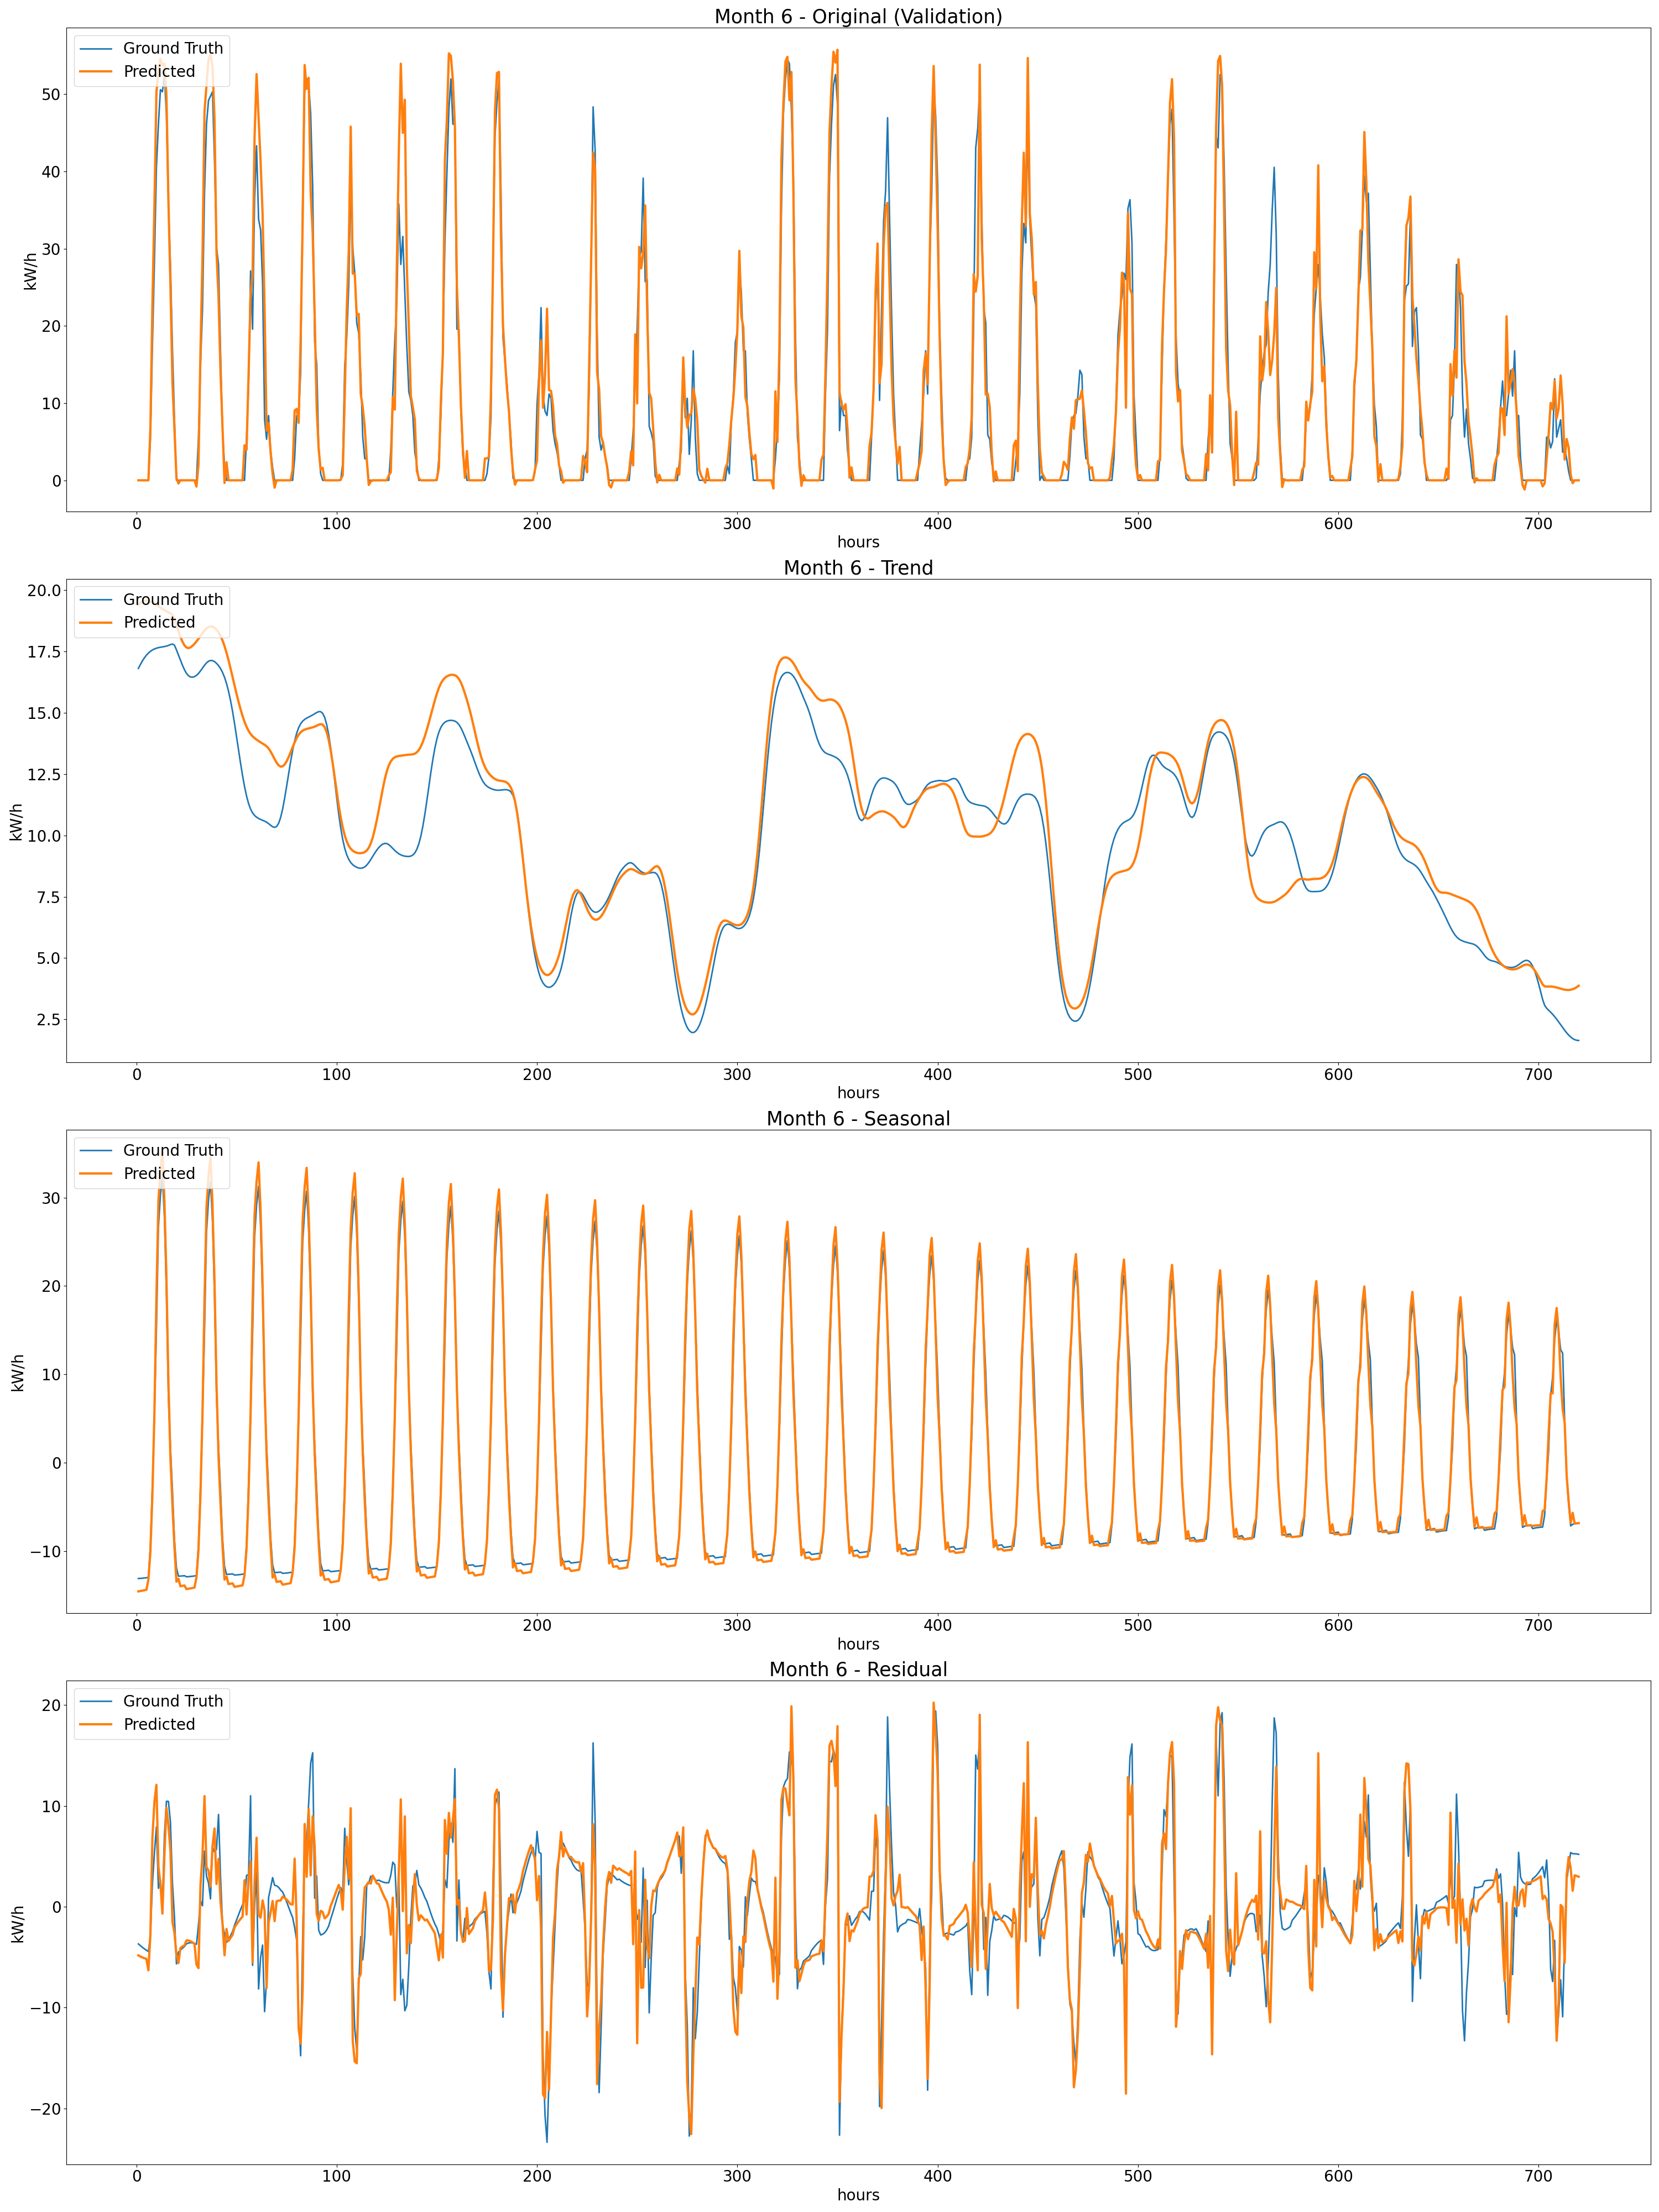 Month 6 - Original (Validation)
Ground Truth
Predicted
kW/h
50
40
30
20
10
0
0 100 200 300 400 500 600 700
hours
Month 6 - Trend
Ground Truth
Predicted
kW/h
20.0
17.5
15.0
12.5
10.0
7.5
5.0
2.5
0 100 200 300 400 500 600 700
hours
Month 6 - Seasonal
Ground Truth
Predicted
kW/h
30
20
10
0
−10
0 100 200 300 400 500 600 700
hours
Month 6 - Residual
Ground Truth
Predicted
kW/h
20
10
0
−10
−20
0 100 200 300 400 500 600 700
hours